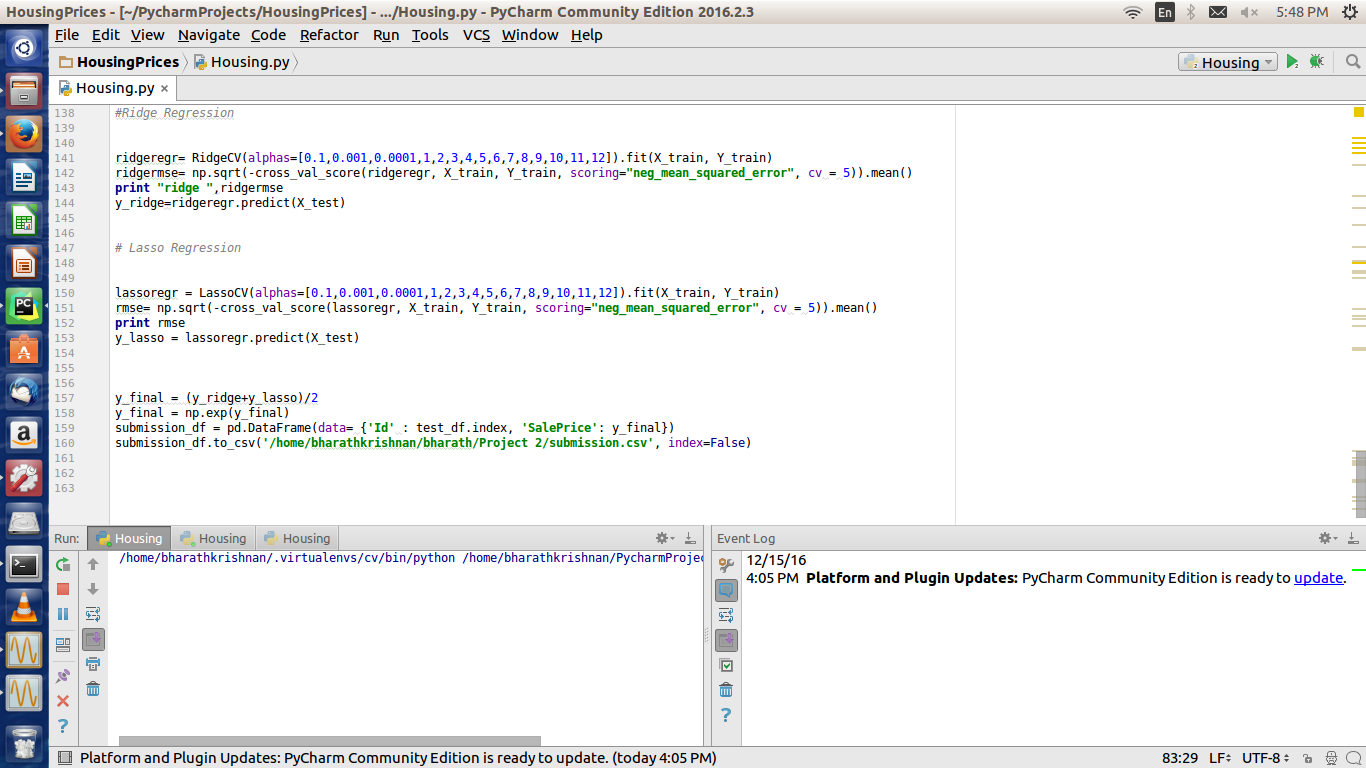 HousingPrices - [~/PycharmProjects/HousingPrices] - .../Housing.py - PyCharm Community Edition 2016.2.3
En
5:48 PM
File Edit View Navigate Code Refactor Run Tools VCS Window Help
HousingPrices Housing.py
Housing
Housing.py ×
138 #Ridge Regression
139
140
141 ridgeregr= RidgeCV(alphas=[0.1,0.001,0.0001,1,2,3,4,5,6,7,8,9,10,11,12]).fit(X_train, Y_train)
142 ridgermse= np.sqrt(-cross_val_score(ridgeregr, X_train, Y_train, scoring="neg_mean_squared_error", cv = 5)).mean()
143 print "ridge ",ridgermse
144 y_ridge=ridgeregr.predict(X_test)
145
146
147 # Lasso Regression
148
149
150 lassoregr = LassoCV(alphas=[0.1,0.001,0.0001,1,2,3,4,5,6,7,8,9,10,11,12]).fit(X_train, Y_train)
151 rmse= np.sqrt(-cross_val_score(lassoregr, X_train, Y_train, scoring="neg_mean_squared_error", cv = 5)).mean()
152 print rmse
153 y_lasso = lassoregr.predict(X_test)
154
155
156
157 y_final = (y_ridge+y_lasso)/2
158 y_final = np.exp(y_final)
159 submission_df = pd.DataFrame(data= {'Id' : test_df.index, 'SalePrice': y_final})
160 submission_df.to_csv('/home/bharathkrishnan/bharath/Project 2/submission.csv', index=False)
161
162
163
Run: Housing Housing Housing
/home/bharathkrishnan/.virtualenvs/cv/bin/python /home/bharathkrishnan/PycharmProjec
Event Log
12/15/16
4:05 PM Platform and Plugin Updates: PyCharm Community Edition is ready to update.
Platform and Plugin Updates: PyCharm Community Edition is ready to update. (today 4:05 PM)
83:29 LF UTF-8